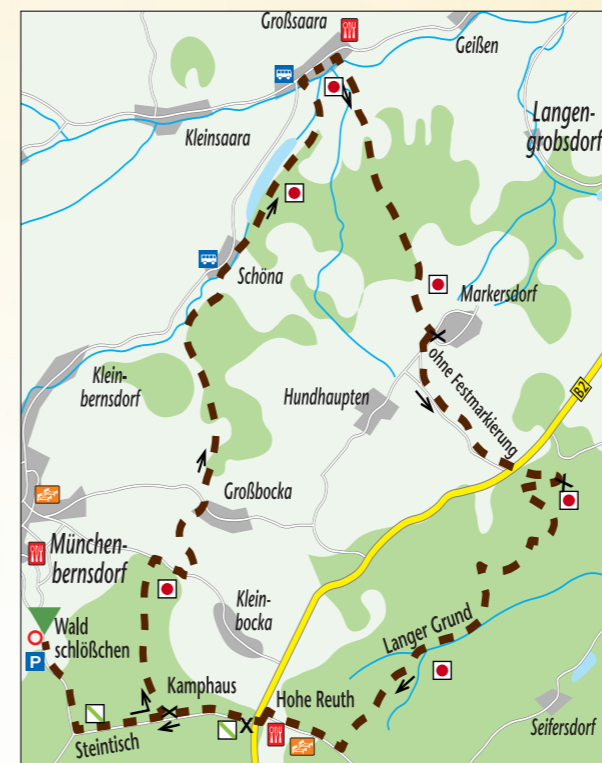 Großsaara
Geißen
Langen-
grobsdorf
Kleinsaara
Schöna
Markersdorf
ohne Festmarkierung
Klein-
bernsdorf
Hundhaupten
B2
Großbocka
München-
bernsdorf
Klein-
bocka
Wald
schlößchen
P
Langer Grund
Kamphaus
Hohe Reuth
Steintisch
Seifersdorf